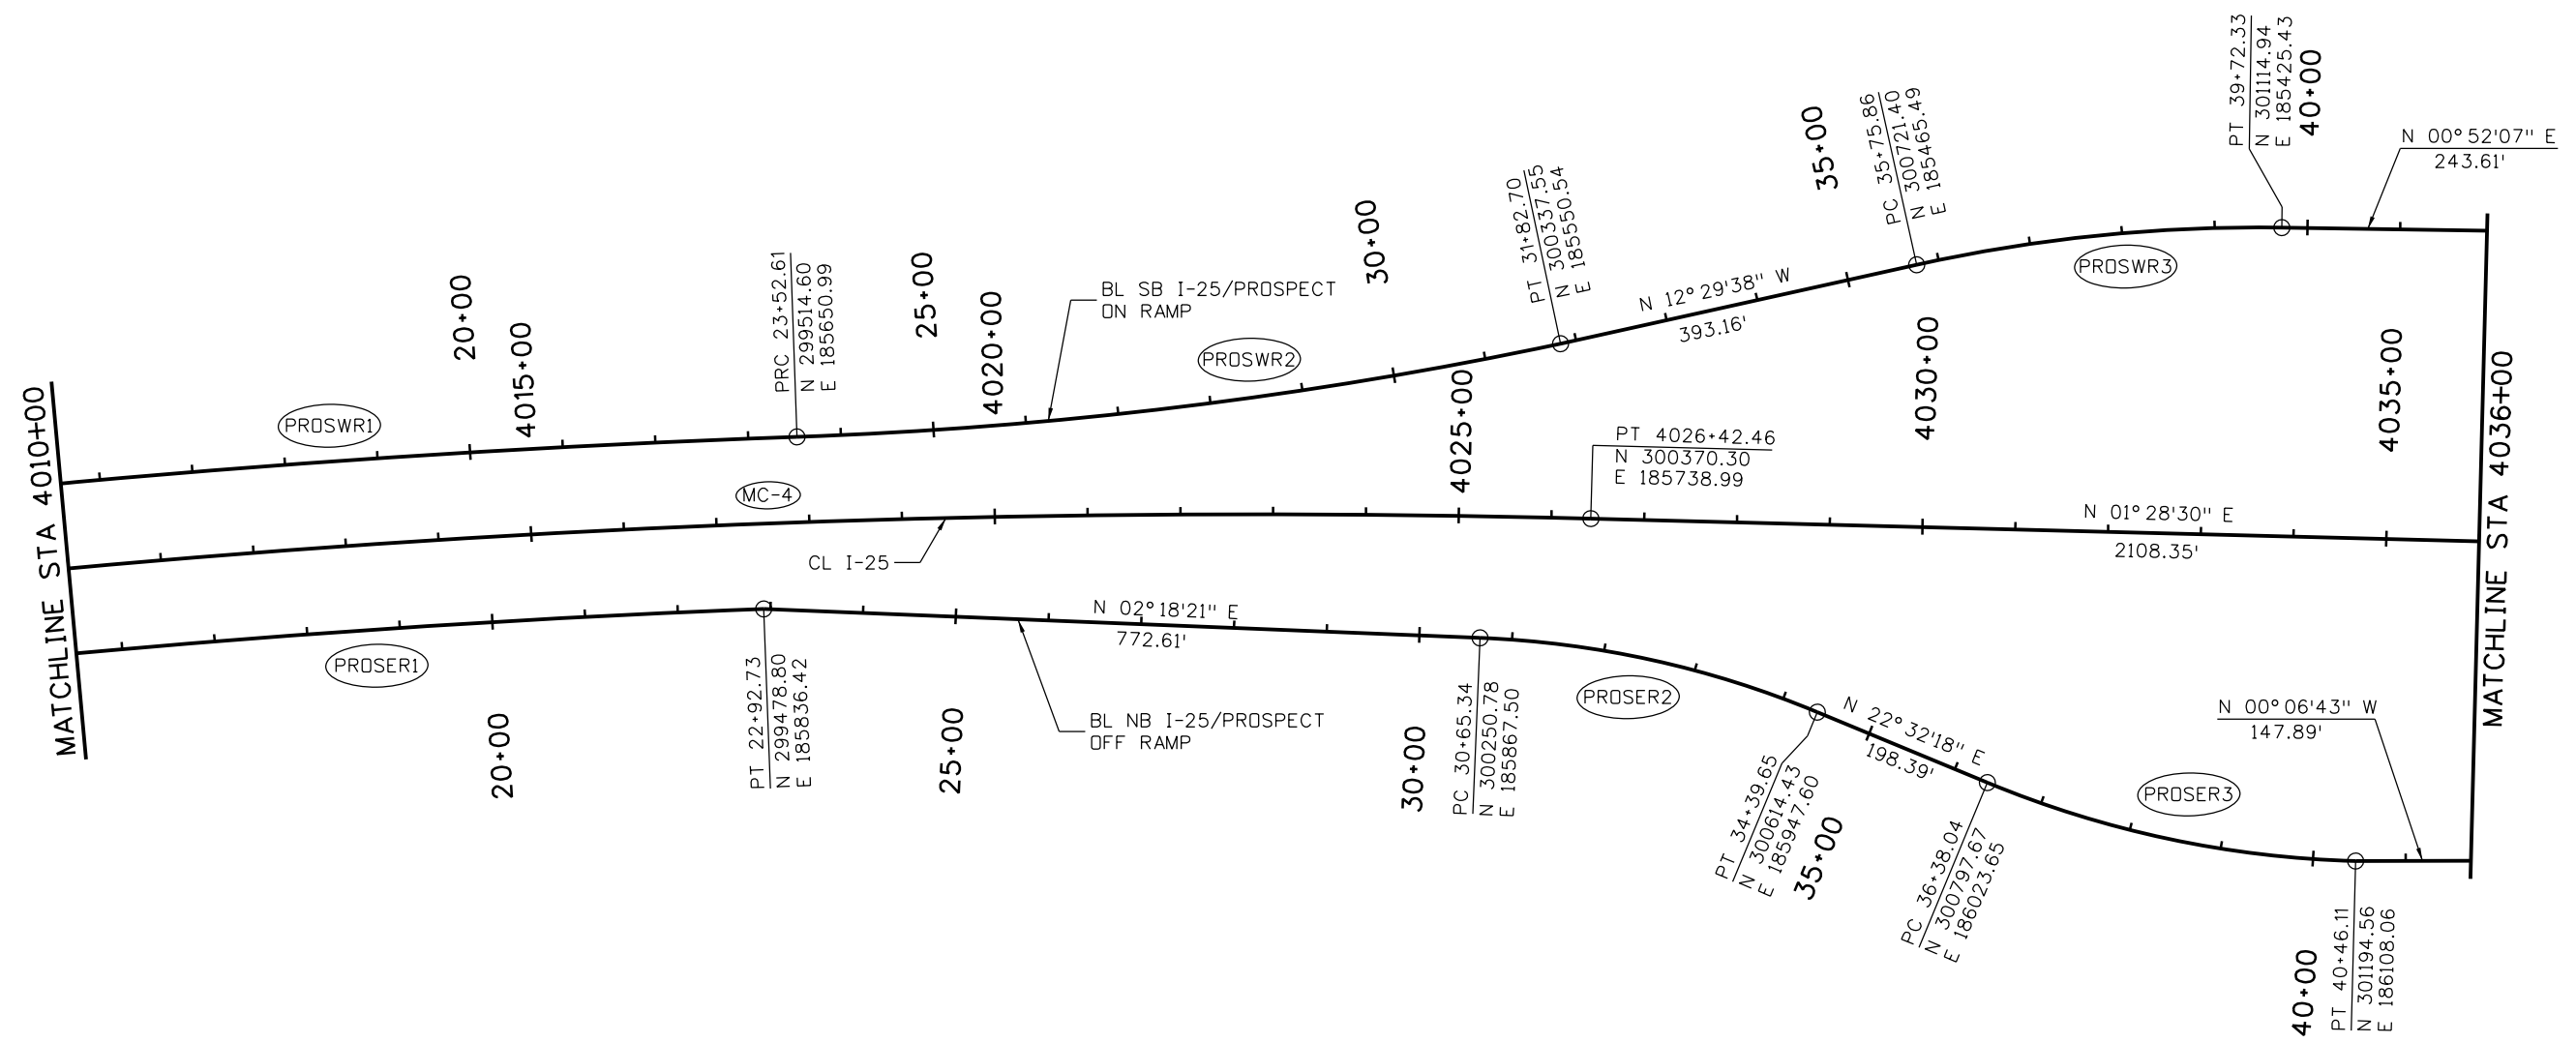 MATCHLINE STA 4010+00
PROSWR1
20+00
4015+00
PRC 23+52.61
N 299514.60
E 185650.99
25+00
4020+00
BL SB I-25/PROSPECT
ON RAMP
PROSWR2
30+00
PT 31+82.70
N 300337.55
E 185550.54
N 12°29'38" W
393.16'
35+00
PC 35+75.86
N 300721.40
E 185465.49
PROSWR3
PT 39+72.33
N 301114.94
E 185425.43
40+00
N 00°52'07" E
243.61'
MC-4
CL I-25
4025+00
PT 4026+42.46
N 300370.30
E 185738.99
4030+00
N 01°28'30" E
2108.35'
4035+00
MATCHLINE STA 4036+00
PROSER1
20+00
PT 22+92.73
N 299478.80
E 185836.42
25+00
N 02°18'21" E
772.61'
BL NB I-25/PROSPECT
OFF RAMP
30+00
PC 30+65.34
N 300250.78
E 185867.50
PROSER2
PT 34+39.65
N 300614.43
E 185947.60
35+00
N 22°32'18" E
198.39'
PC 36+38.04
N 300797.67
E 186023.65
PROSER3
N 00°06'43" W
147.89'
40+00
PT 40+46.11
N 301194.56
E 186108.06